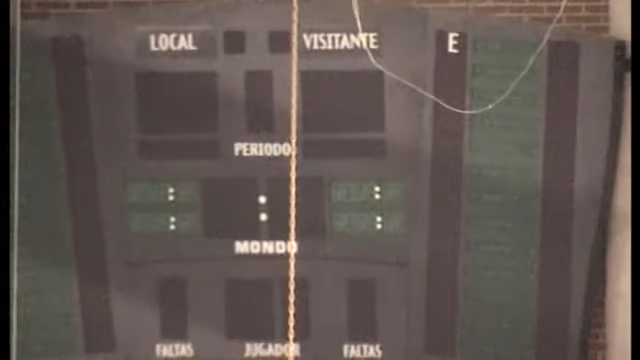 LOCAL VISITANTE E
PERIODO
MONDO
FALTAS JUGADOR FALTAS